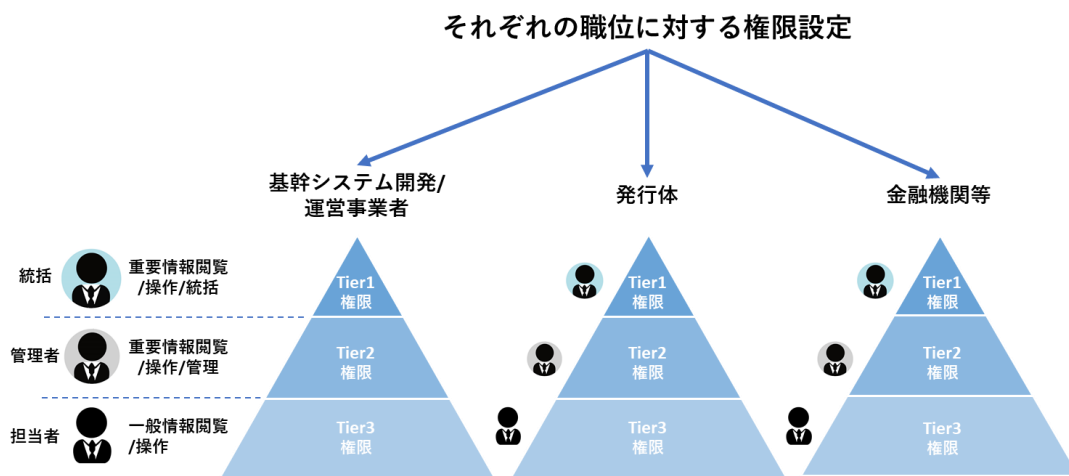 それぞれの職位に対する権限設定
基幹システム開発/
運営事業者
発行体
金融機関等
統括
重要情報閲覧
/操作/統括
Tier1
権限
Tier1
権限
Tier1
権限
管理者
重要情報閲覧
/操作/管理
Tier2
権限
Tier2
権限
Tier2
権限
担当者
一般情報閲覧
/操作
Tier3
権限
Tier3
権限
Tier3
権限